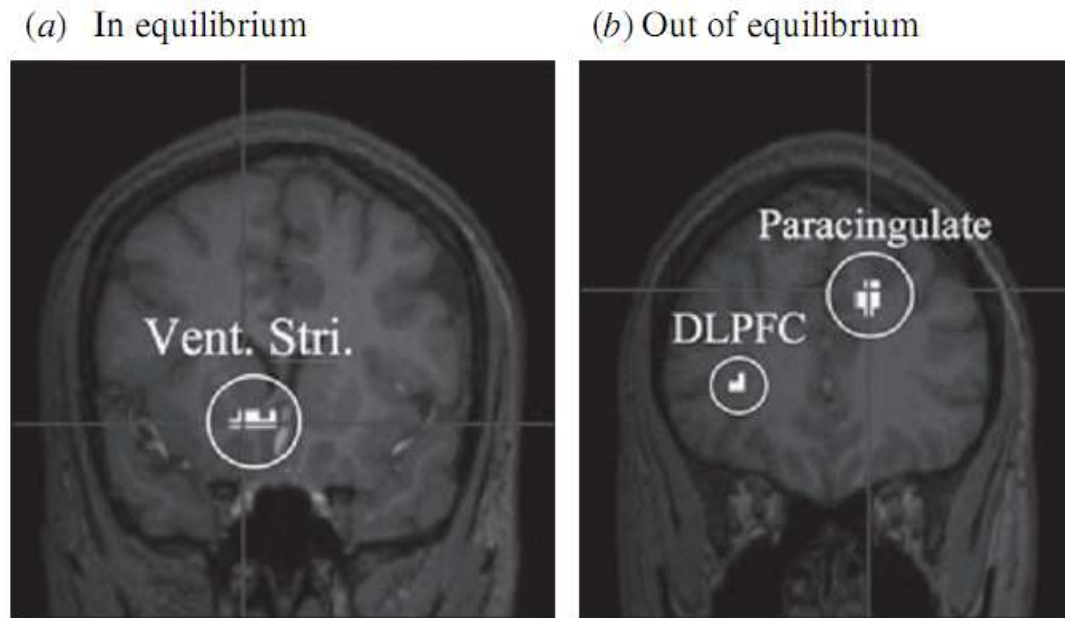 (a) In equilibrium
(b) Out of equilibrium
Vent. Stri.
Paracingulate
DLPFC